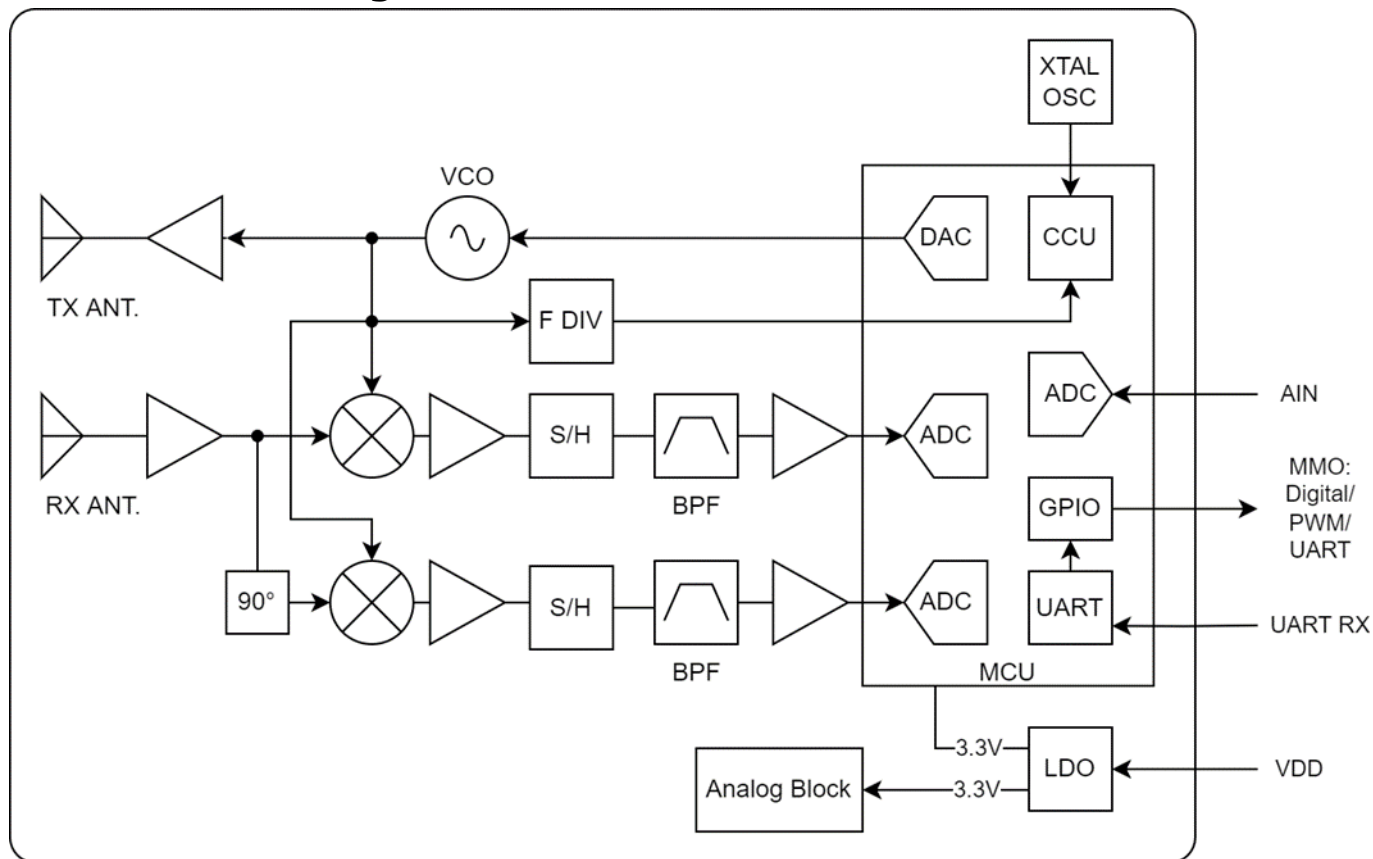 XTAL
OSC
VCO
DAC
CCU
TX ANT.
F DIV
ADC
AIN
S/H
ADC
RX ANT.
BPF
GPIO
MMO:
Digital/
PWM/
UART
90°
S/H
ADC
UART
UART RX
BPF
MCU
3.3V
LDO
VDD
Analog Block
3.3V